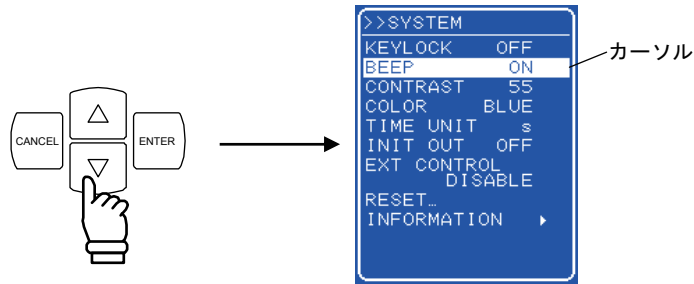 CANCEL
ENTER
>>SYSTEM
KEYLOCK OFF
BEEP ON
CONTRAST 55
COLOR BLUE
TIME UNIT s
INIT OUT OFF
EXT CONTROL
DISABLE
RESET…
INFORMATION
カーソル